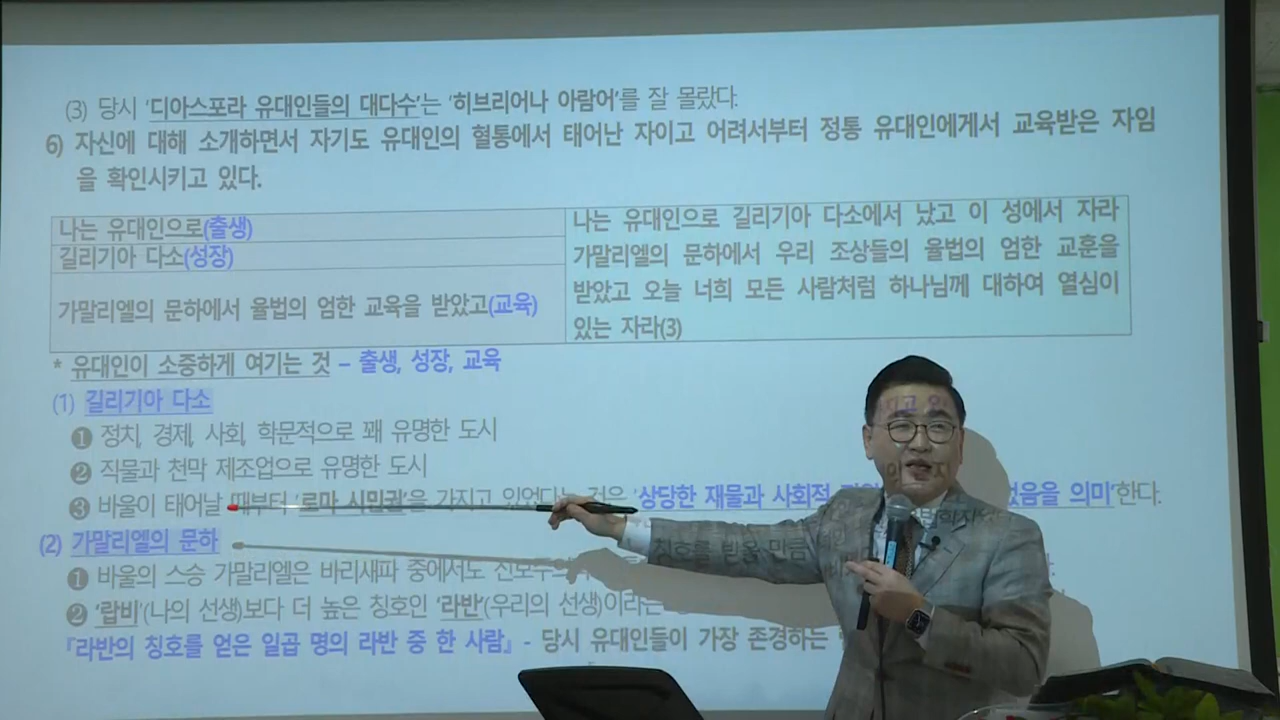 (3) 당시 '디아스포라 유대인들의 대다수'는 '히브리어나 아람어'를 잘 몰랐다.
6) 자신에 대해 소개하면서 자기도 유대인의 혈통에서 태어난 자이고 어려서부터 정통 유대인에게서 교육받은 자임
을 확인시키고 있다.
나는 유대인으로(출생)
길리기아 다소(성장)
가말리엘의 문하에서 율법의 엄한 교육을 받았고(교육)
나는 유대인으로 길리기아 다소에서 났고 이 성에서 자라
가말리엘의 문하에서 우리 조상들의 율법의 엄한 교훈을
받았고 오늘 너희 모든 사람처럼 하나님께 대하여 열심이
있는 자라(3)
* 유대인이 소중하게 여기는 것 – 출생, 성장, 교육
(1) 길리기아 다소
❶ 정치, 경제, 사회, 학문적으로 꽤 유명한 도시
❷ 직물과 천막 제조업으로 유명한 도시
❸ 바울이 태어날 때부터 '로마 시민권'을 가지고 있었다는 것은 '상당한 재물과 사회적 의미'한다.
(2) 가말리엘의 문하
❶ 바울의 스승 가말리엘은 바리새파 중에서도
❷ '랍비'(나의 선생)보다 더 높은 칭호인 '라반'(우리의 선생)이라는 칭호를 받을 만큼
『라반의 칭호를 얻은 일곱 명의 라반 중 한 사람』 - 당시 유대인들이 가장 존경하는